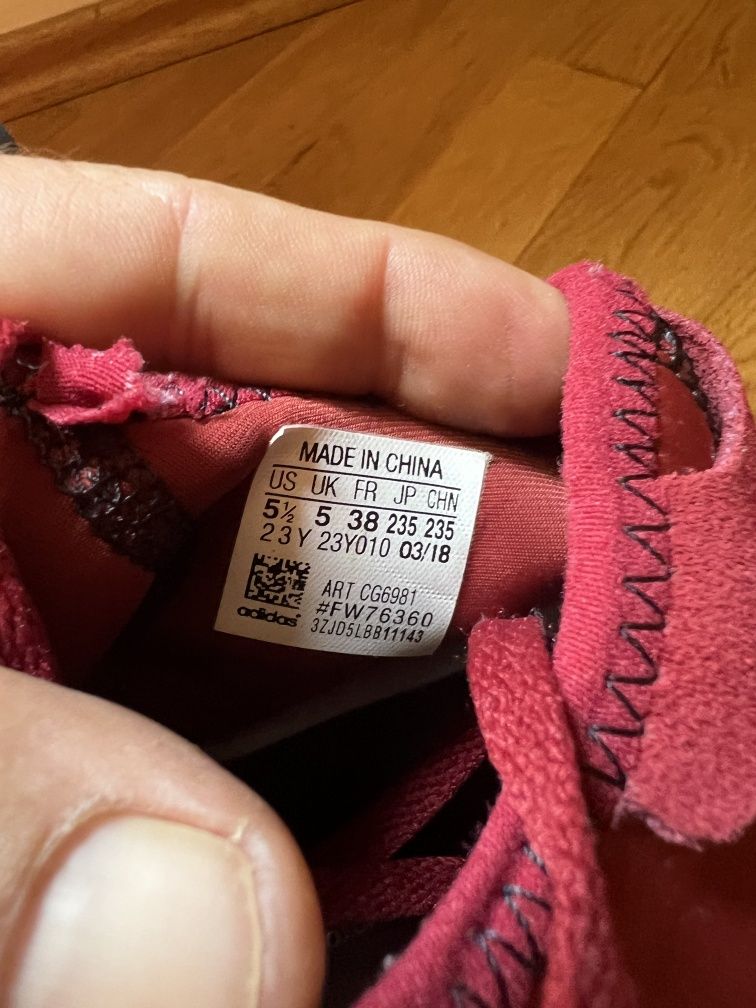 MADE IN CHINA
US UK FR JP CHN
5½ 5 38 235 235
23Y 23Y010 03/18
ART CG6981
#FW76360
adidas
3ZJD5LBB11143